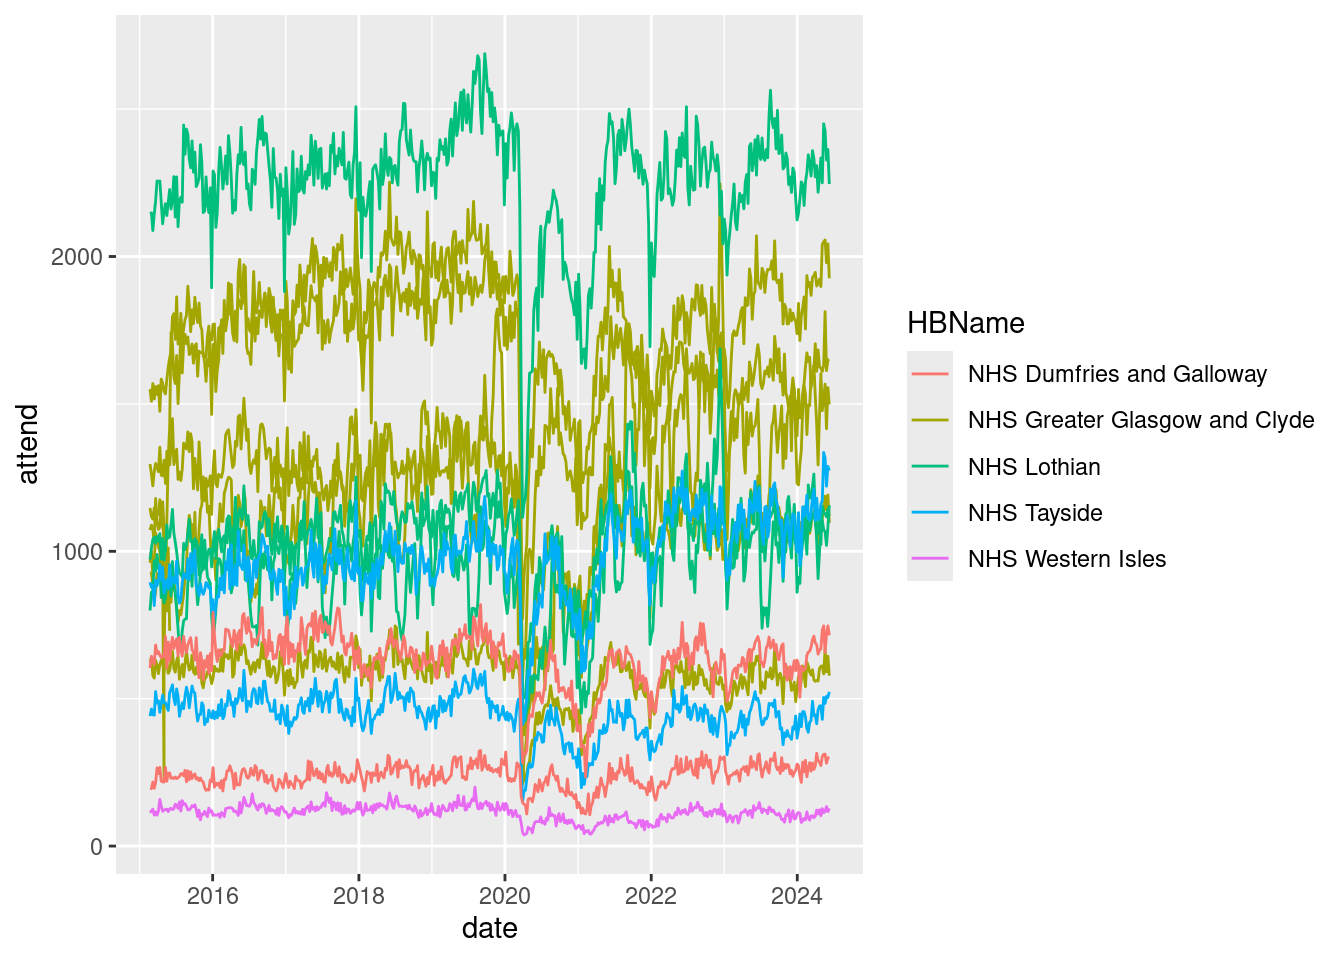 attend
2000
1000
0
2016 2018 2020 2022 2024
date
HBName
NHS Dumfries and Galloway
NHS Greater Glasgow and Clyde
NHS Lothian
NHS Tayside
NHS Western Isles